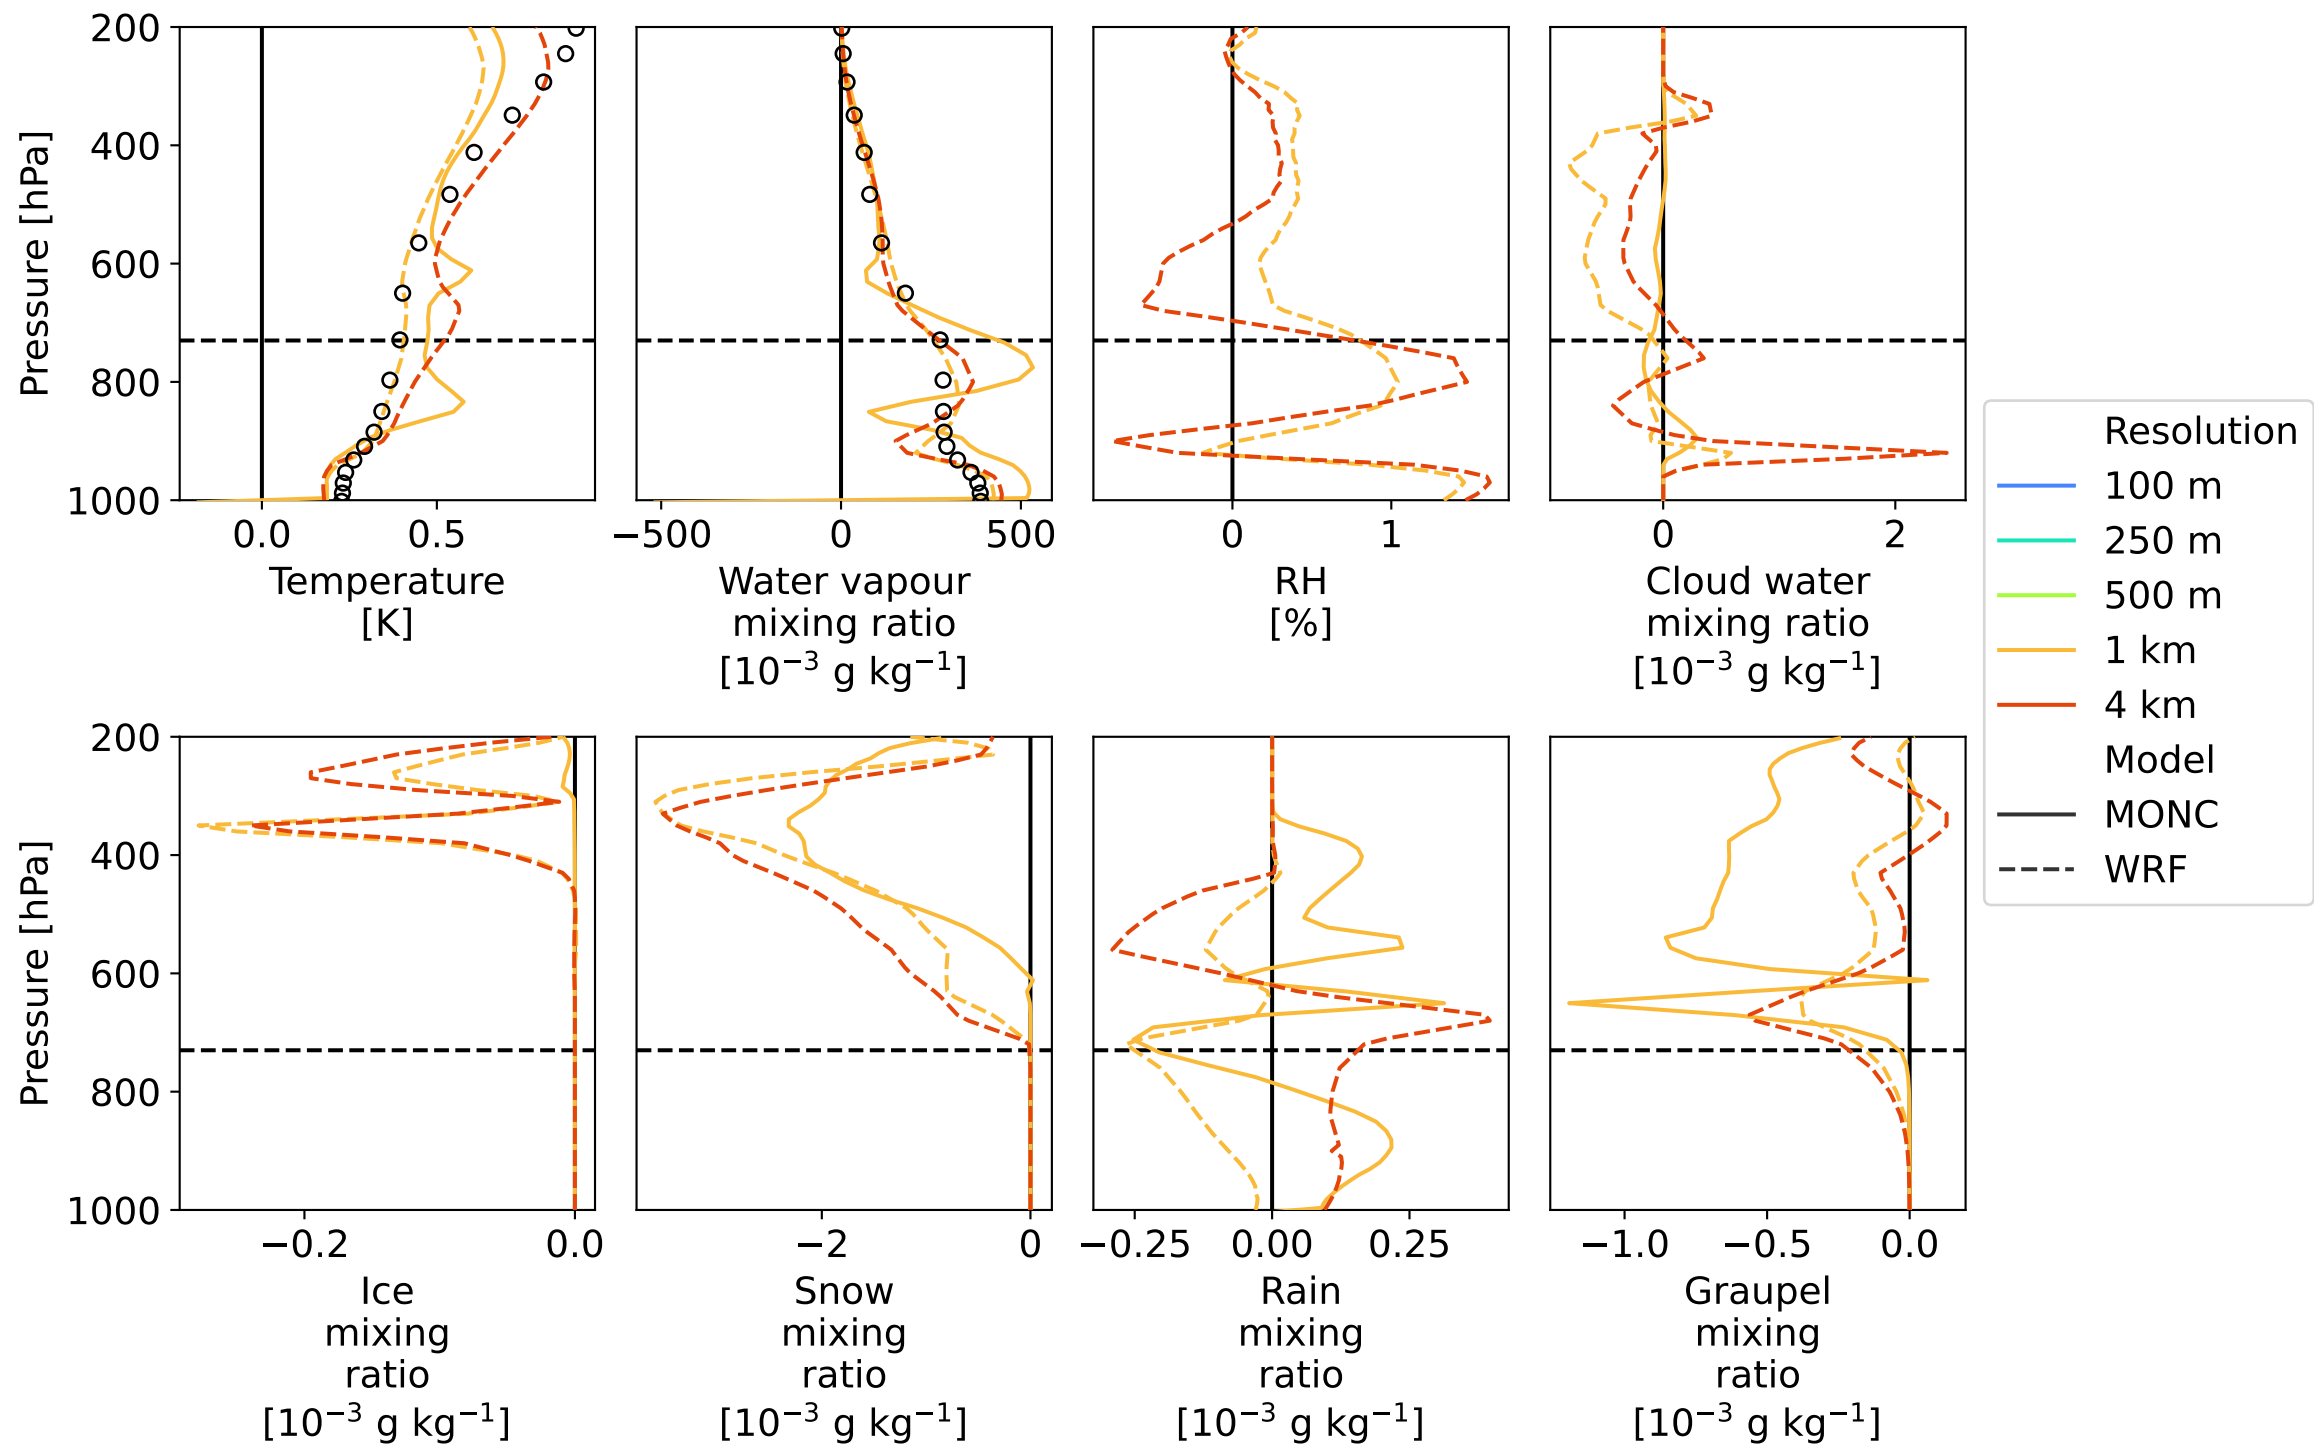 200
400
600
800
1000
Pressure [hPa]
0.0 0.5
Temperature
[K]
−500 0 500
Water vapour
mixing ratio
[10⁻³ g kg⁻¹]
0 1
RH
[%]
0 2
Cloud water
mixing ratio
[10⁻³ g kg⁻¹]
200
400
600
800
1000
Pressure [hPa]
−0.2 0.0
Ice
mixing
ratio
[10⁻³ g kg⁻¹]
−2 0
Snow
mixing
ratio
[10⁻³ g kg⁻¹]
−0.25 0.00 0.25
Rain
mixing
ratio
[10⁻³ g kg⁻¹]
−1.0 −0.5 0.0
Graupel
mixing
ratio
[10⁻³ g kg⁻¹]
Resolution
100 m
250 m
500 m
1 km
4 km
Model
MONC
WRF